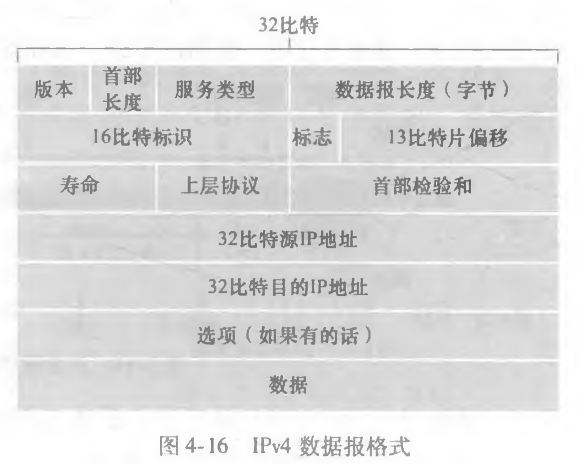 32比特
版本 首部长度 服务类型 数据报长度（字节）
16比特标识 标志 13比特片偏移
寿命 上层协议 首部检验和
32比特源IP地址
32比特目的IP地址
选项（如果有的话）
数据
图 4-16 IPv4 数据报格式